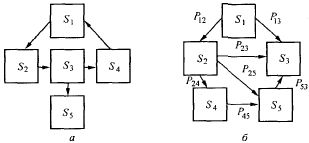 S1 P12 S1 P13
P23
S2 S3 S4 S2 S3
P25
P24 P53
S4 S5
S5 P45
а б